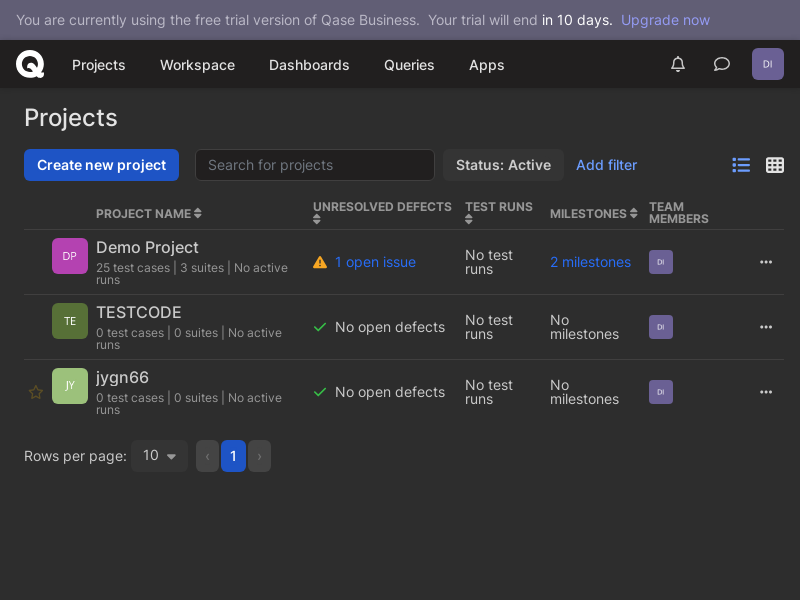 You are currently using the free trial version of Qase Business. Your trial will end in 10 days. Upgrade now
Projects Workspace Dashboards Queries Apps DI
Projects
Create new project Search for projects Status: Active Add filter
PROJECT NAME UNRESOLVED DEFECTS TEST RUNS MILESTONES TEAM MEMBERS
DP Demo Project
25 test cases | 3 suites | No active runs
1 open issue
No test runs
2 milestones
DI
TE TESTCODE
0 test cases | 0 suites | No active runs
No open defects
No test runs
No milestones
DI
JY jygn66
0 test cases | 0 suites | No active runs
No open defects
No test runs
No milestones
DI
Rows per page: 10 ‹ 1 ›